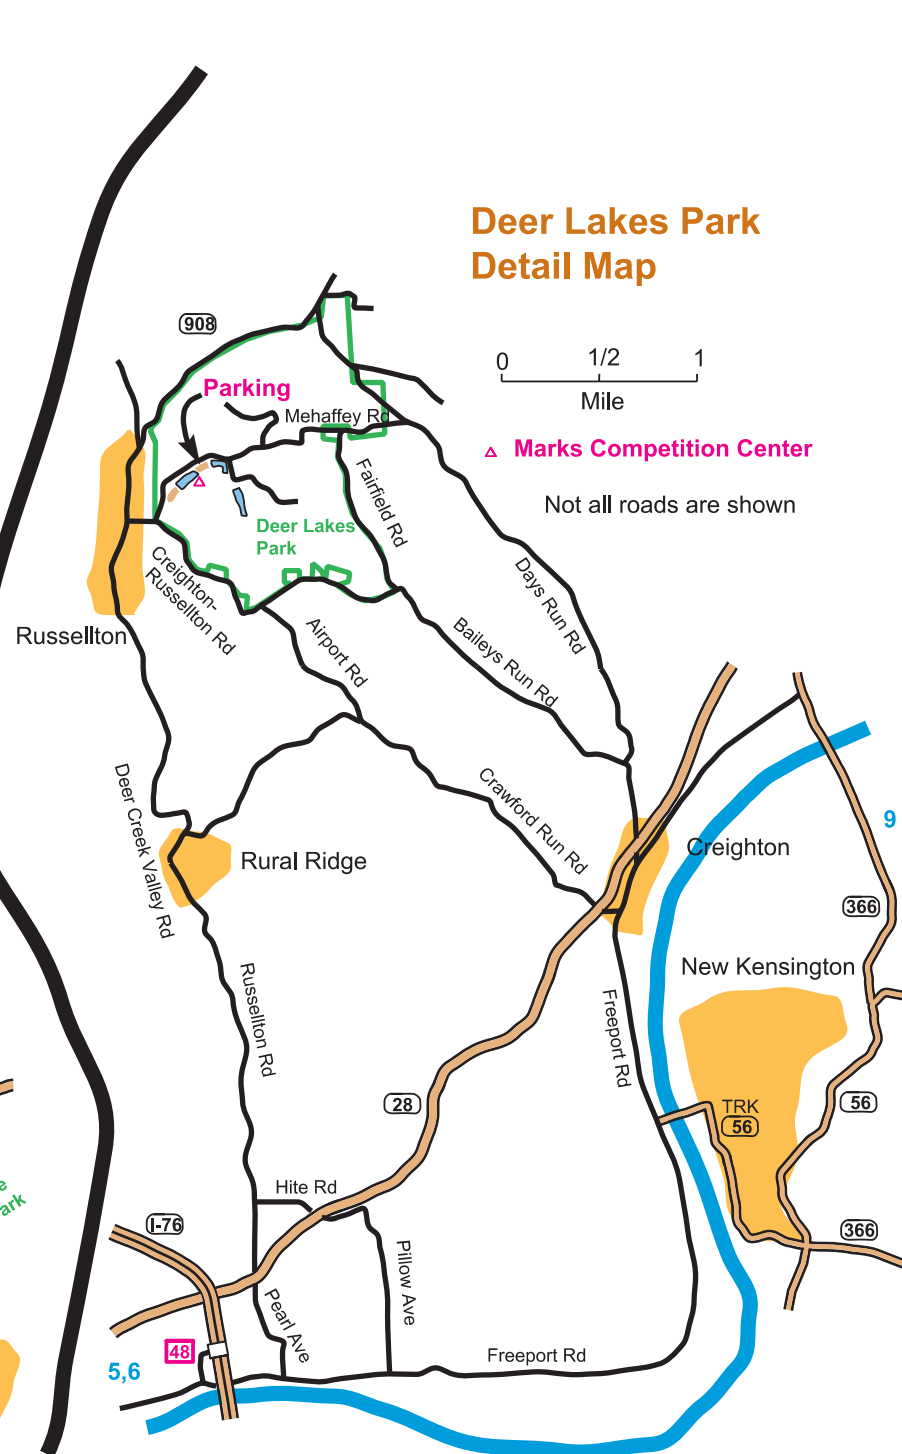 Deer Lakes Park
Detail Map
908
0 1/2 1
Mile
Parking
Mehaffey Rd
Marks Competition Center
Fairfield Rd
Not all roads are shown
Deer Lakes
Park
Creighton-
Russellton Rd
Days Run Rd
Russellton
Airport Rd
Baileys Run Rd
Deer Creek Valley Rd
Crawford Run Rd
9
Rural Ridge
Creighton
366
New Kensington
Russellton Rd
Freeport Rd
28
TRK
56
56
e
ark
Hite Rd
I-76
366
Pillow Ave
Pearl Ave
48
5,6
Freeport Rd